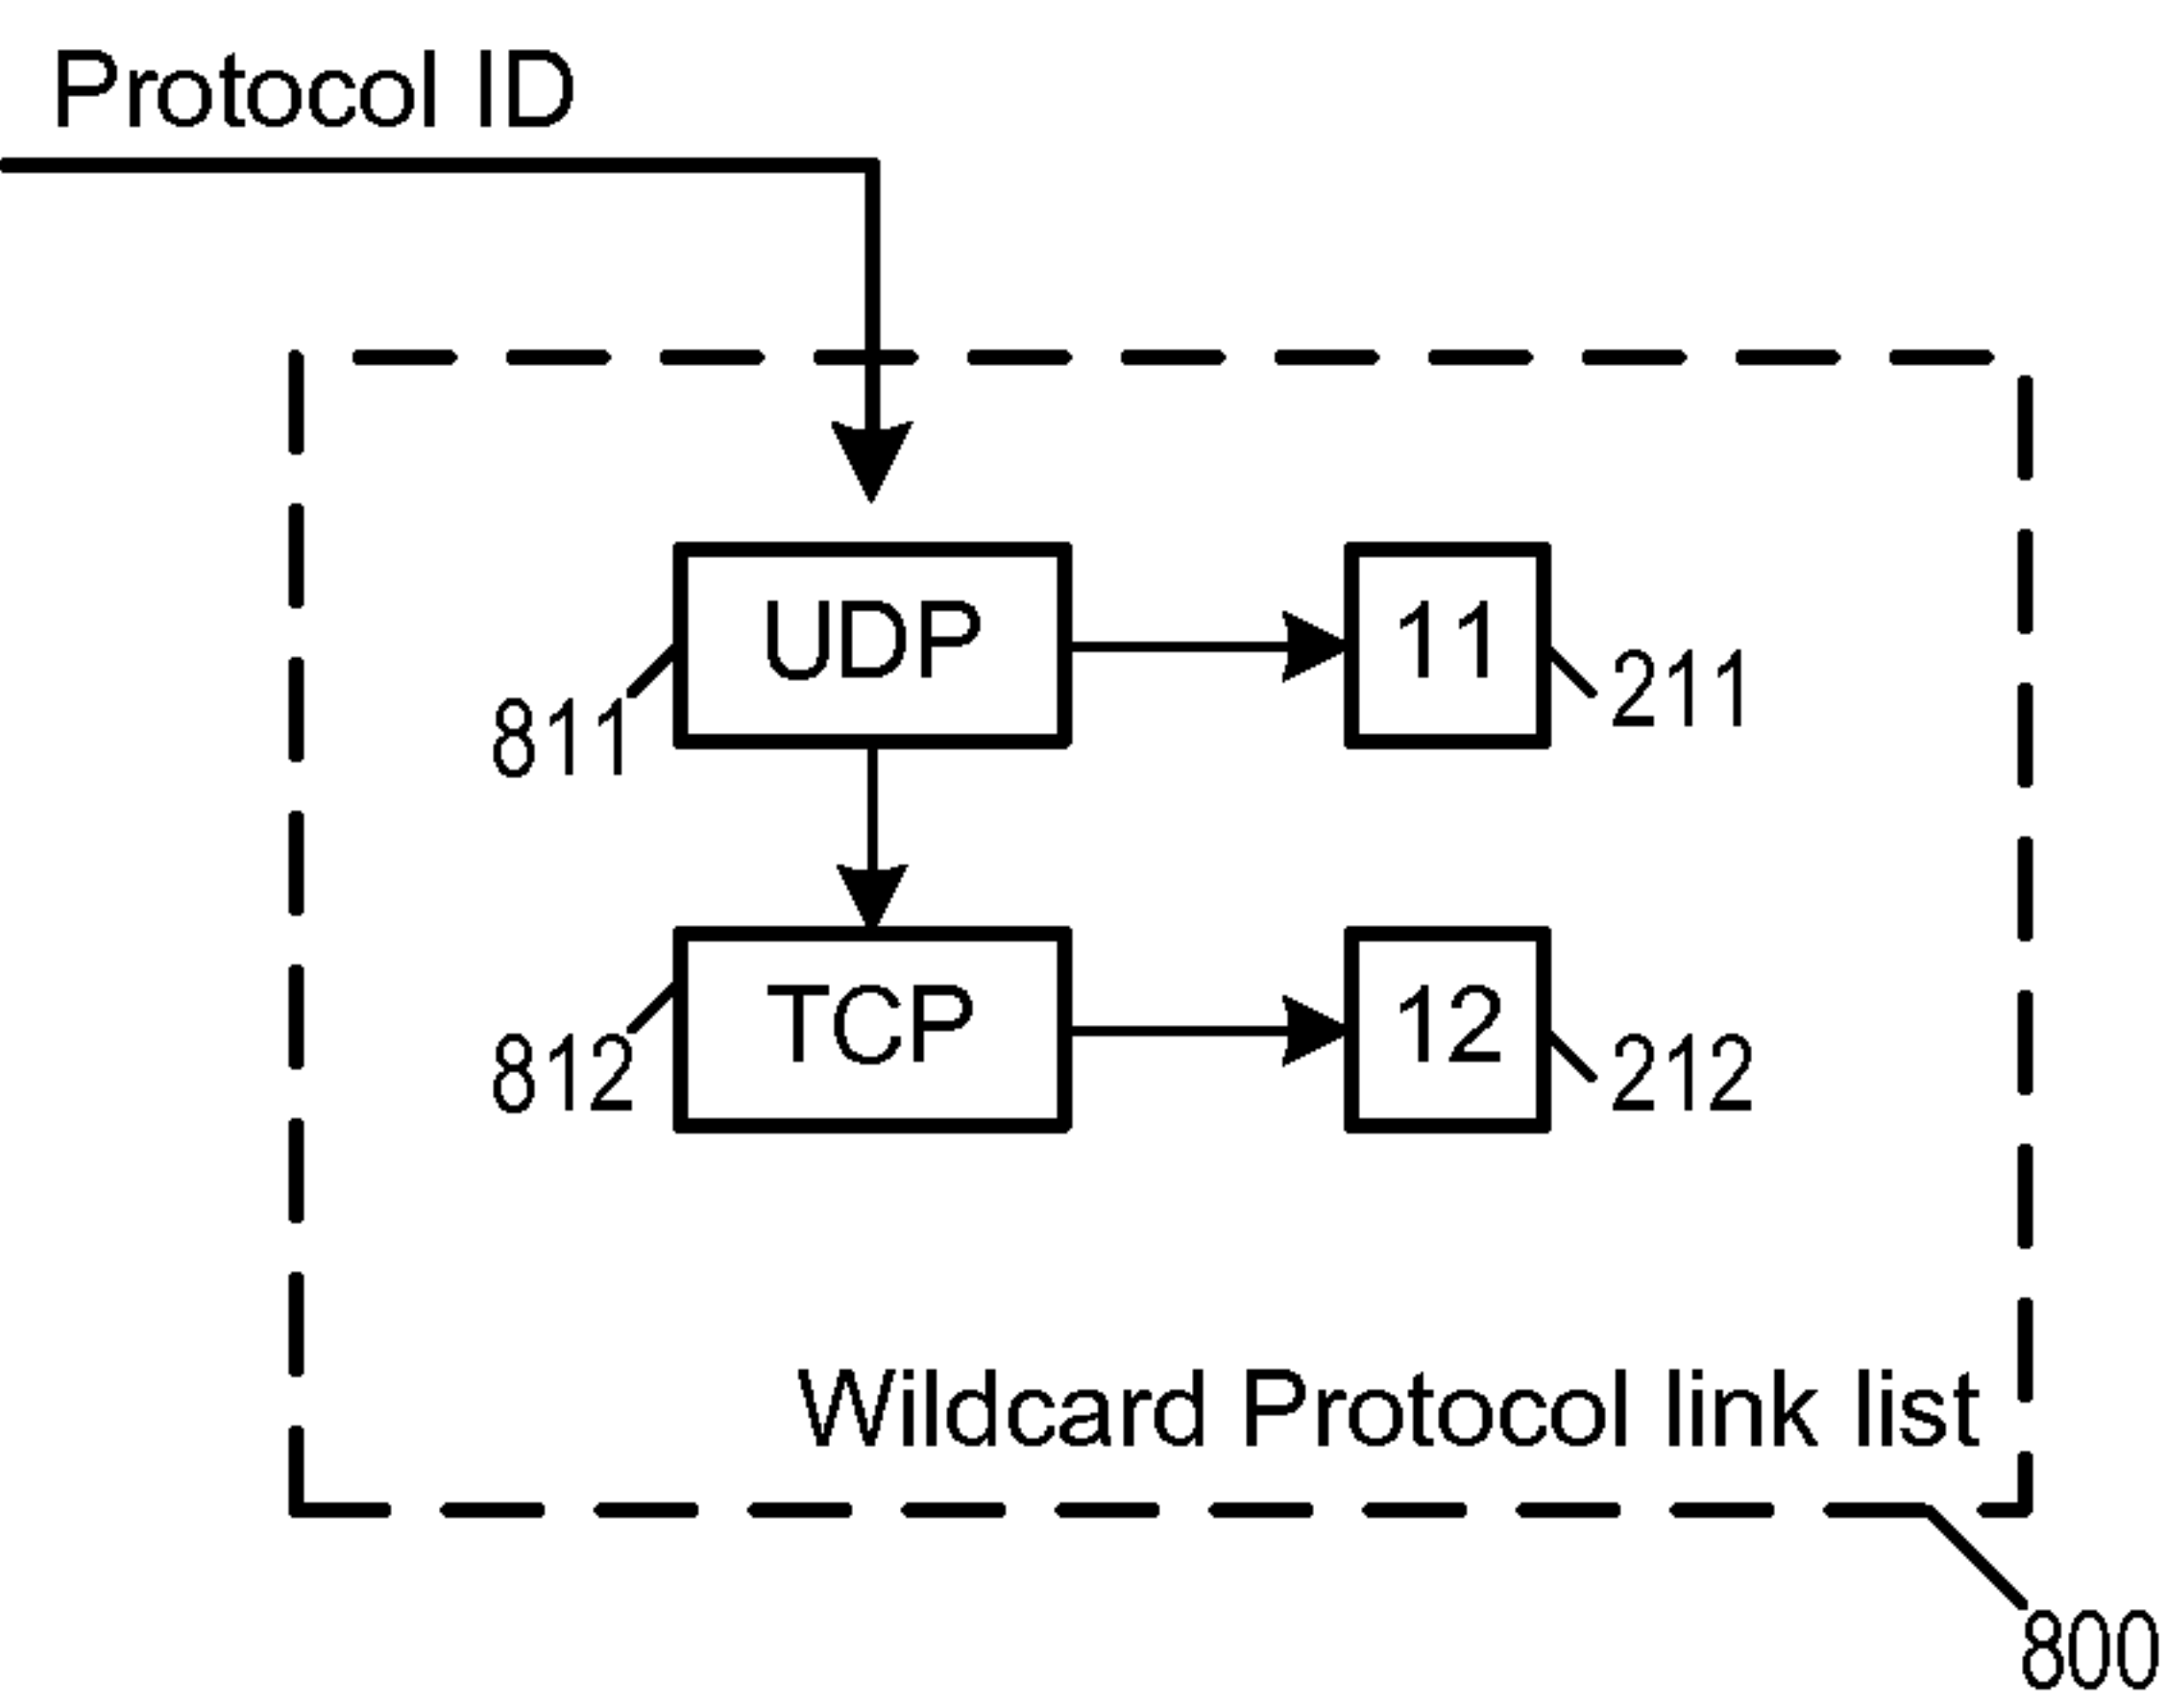 Protocol ID
UDP
11
811
211
TCP
12
812
212
Wildcard Protocol link list
800